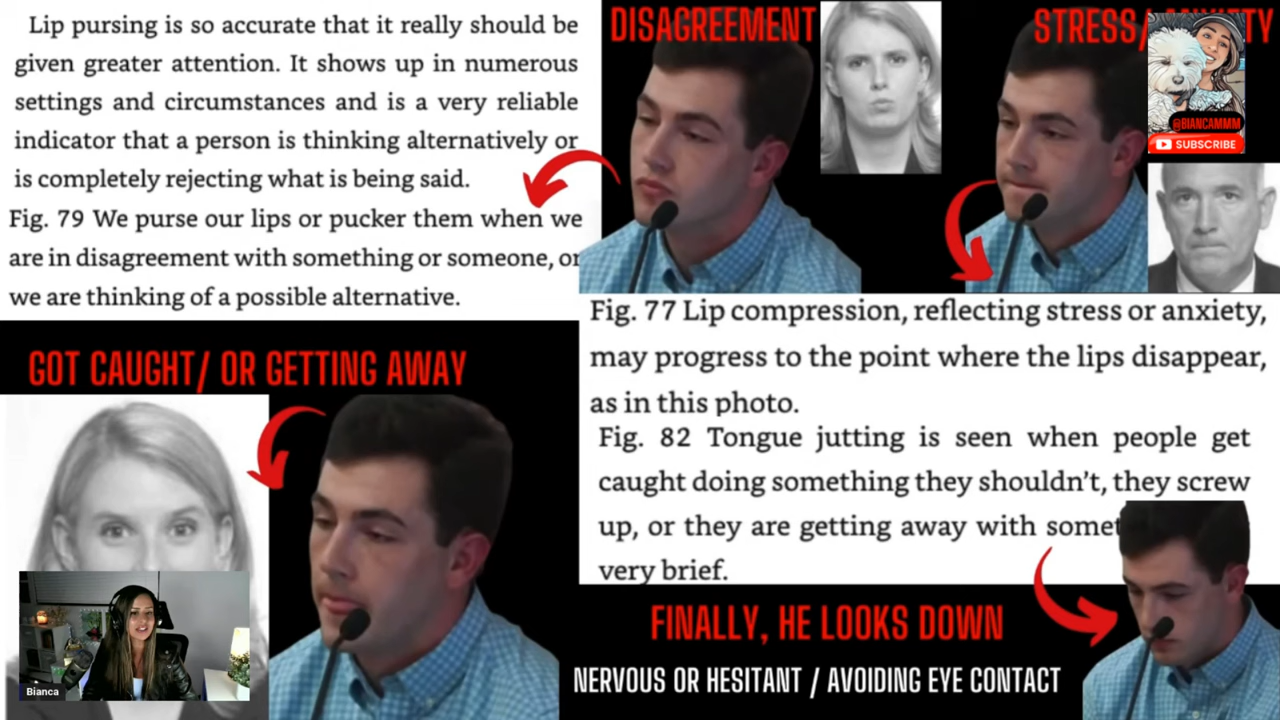 Lip pursing is so accurate that it really should be
given greater attention. It shows up in numerous
settings and circumstances and is a very reliable
indicator that a person is thinking alternatively or
is completely rejecting what is being said.
Fig. 79 We purse our lips or pucker them when we
are in disagreement with something or someone, or
we are thinking of a possible alternative.
DISAGREEMENT
STRESS/
@BIANCAMMM
SUBSCRIBE
Fig. 77 Lip compression, reflecting stress or anxiety,
may progress to the point where the lips disappear,
as in this photo.
Fig. 82 Tongue jutting is seen when people get
caught doing something they shouldn't, they screw
up, or they are getting away with
very brief.
GOT CAUGHT/ OR GETTING AWAY
Bianca
FINALLY, HE LOOKS DOWN
NERVOUS OR HESITANT / AVOIDING EYE CONTACT